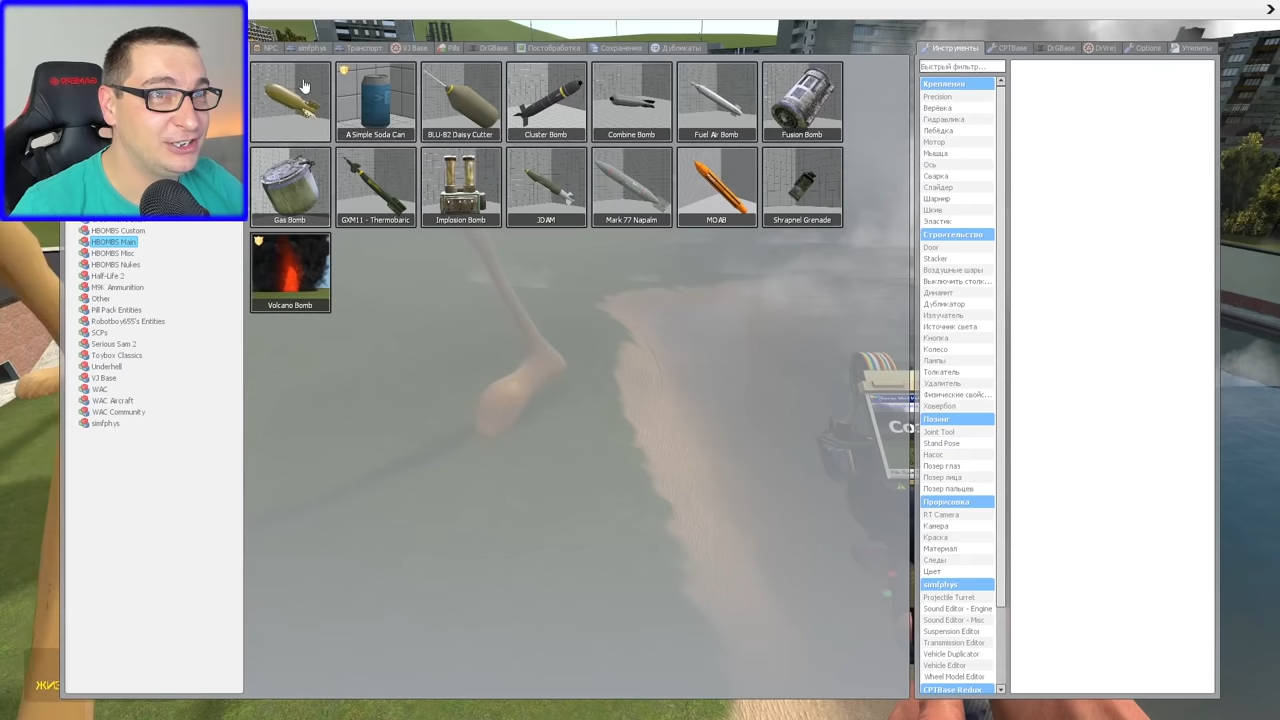 NPC
simfphys
Транспорт
VJ Base
Pills
DrGBase
Постобработка
Сохранения
Дубликаты
Инструменты
CPTBase
DrGBase
DrVrej
Options
Утилиты
A Simple Soda Can
BLU-82 Daisy Cutter
Cluster Bomb
Combine Bomb
Fuel Air Bomb
Fusion Bomb
Gas Bomb
GXM11 - Thermobaric
Implosion Bomb
JDAM
Mark 77 Napalm
MOAB
Shrapnel Grenade
Volcano Bomb
HBOMBS Custom
HBOMBS Main
HBOMBS Misc
HBOMBS Nukes
Half-Life 2
M9K Ammunition
Other
Pill Pack Entities
Robotboy655's Entities
SCPs
Serious Sam 2
Toybox Classics
Underhell
VJ Base
WAC
WAC Aircraft
WAC Community
simfphys
Быстрый фильтр...
Крепления
Precision
Верёвка
Гидравлика
Лебёдка
Мотор
Мышца
Ось
Сварка
Слайдер
Шарнир
Шкив
Эластик
Строительство
Door
Stacker
Воздушные шары
Выключить столк...
Динамит
Дубликатор
Излучатель
Источник света
Кнопка
Колесо
Лампы
Толкатель
Удалитель
Физические свойс...
Ховербол
Позинг
Joint Tool
Stand Pose
Насос
Позер глаз
Позер лица
Позер пальцев
Прорисовка
RT Camera
Камера
Краска
Материал
Следы
Цвет
simfphys
Projectile Turret
Sound Editor - Engine
Sound Editor - Misc
Suspension Editor
Transmission Editor
Vehicle Duplicator
Vehicle Editor
Wheel Model Editor
CPTBase Redux
Co